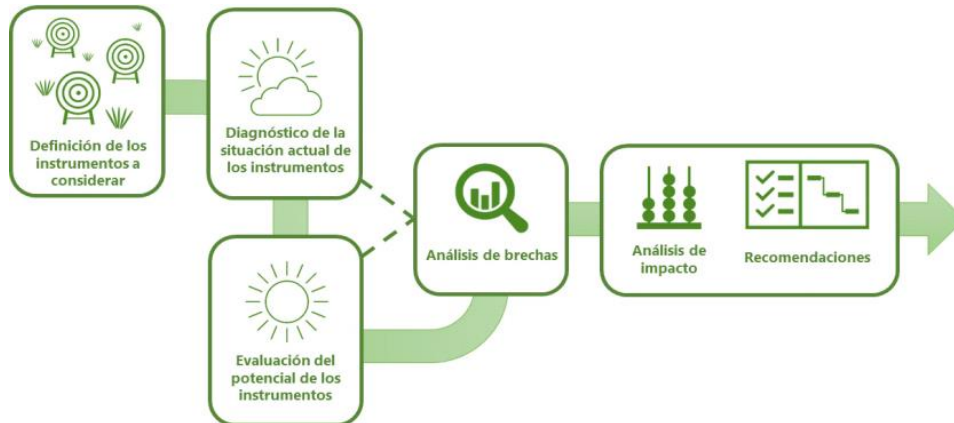 Definición de los
instrumentos a
considerar
Diagnóstico de la
situación actual de
los instrumentos
Evaluación del
potencial de los
instrumentos
Análisis de brechas
Análisis de
impacto
Recomendaciones